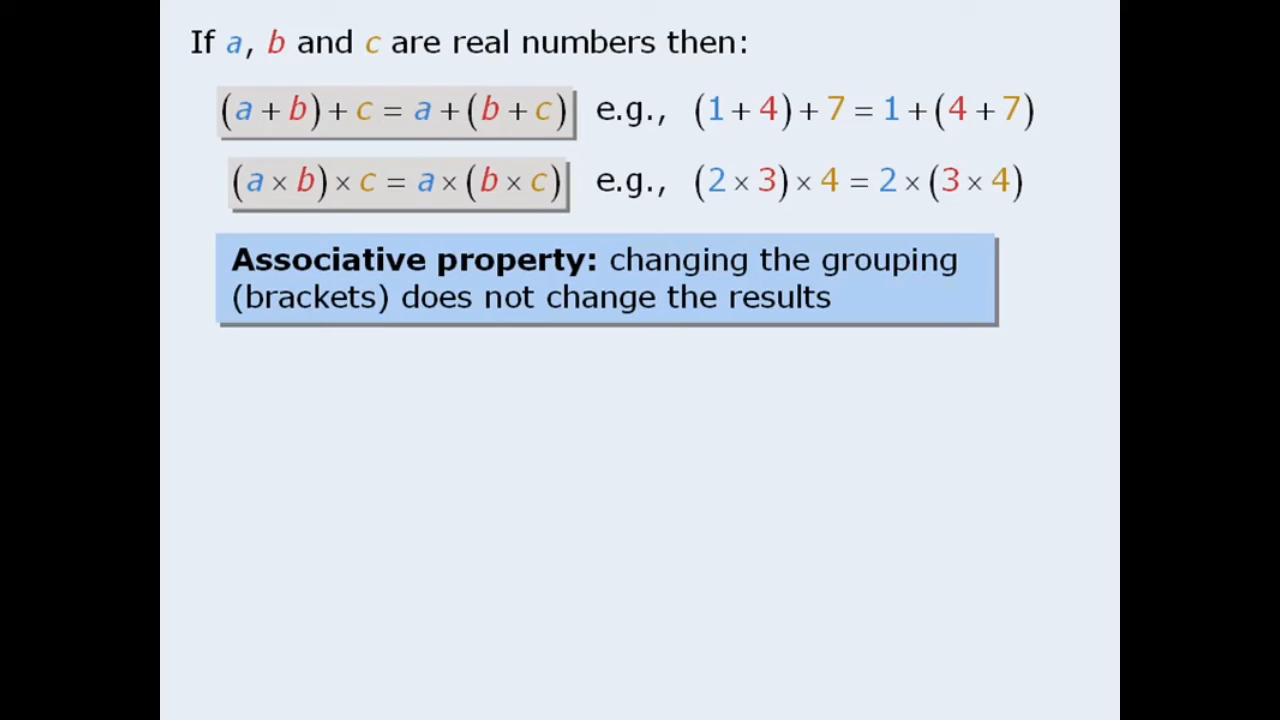 If a, b and c are real numbers then:
(a + b) + c = a + (b + c) e.g., (1 + 4) + 7 = 1 + (4 + 7)
(a × b) × c = a × (b × c) e.g., (2 × 3) × 4 = 2 × (3 × 4)
Associative property: changing the grouping
(brackets) does not change the results